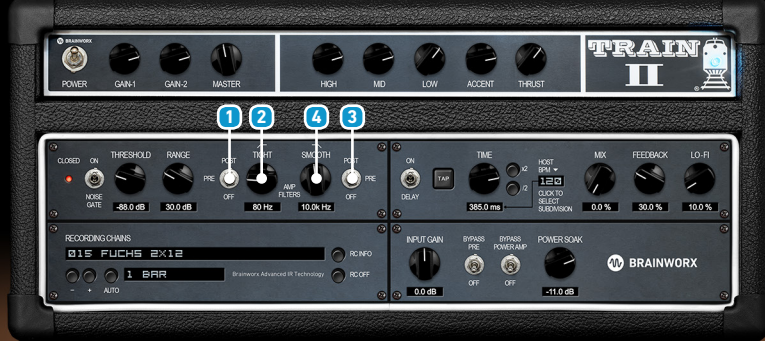 BRAINWORX
POWER
GAIN-1
GAIN-2
MASTER
HIGH
MID
LOW
ACCENT
THRUST
TRAIN
II
®
1
2
4
3
CLOSED
ON
NOISE
GATE
THRESHOLD
-88.0 dB
RANGE
30.0 dB
POST
PRE
OFF
TIGHT
80 Hz
AMP
FILTERS
SMOOTH
10.0k Hz
POST
PRE
OFF
ON
DELAY
TAP
TIME
385.0 ms
x2
/2
HOST
BPM
120
CLICK TO
SELECT
SUBDIVISION
MIX
0.0 %
FEEDBACK
30.0 %
LO-FI
10.0 %
RECORDING CHAINS
015 FUCHS 2X12
RC INFO
1 BAR
Brainworx Advanced IR Technology
RC OFF
- + AUTO
INPUT GAIN
0.0 dB
BYPASS
PRE
OFF
BYPASS
POWER AMP
OFF
POWER SOAK
-11.0 dB
BRAINWORX